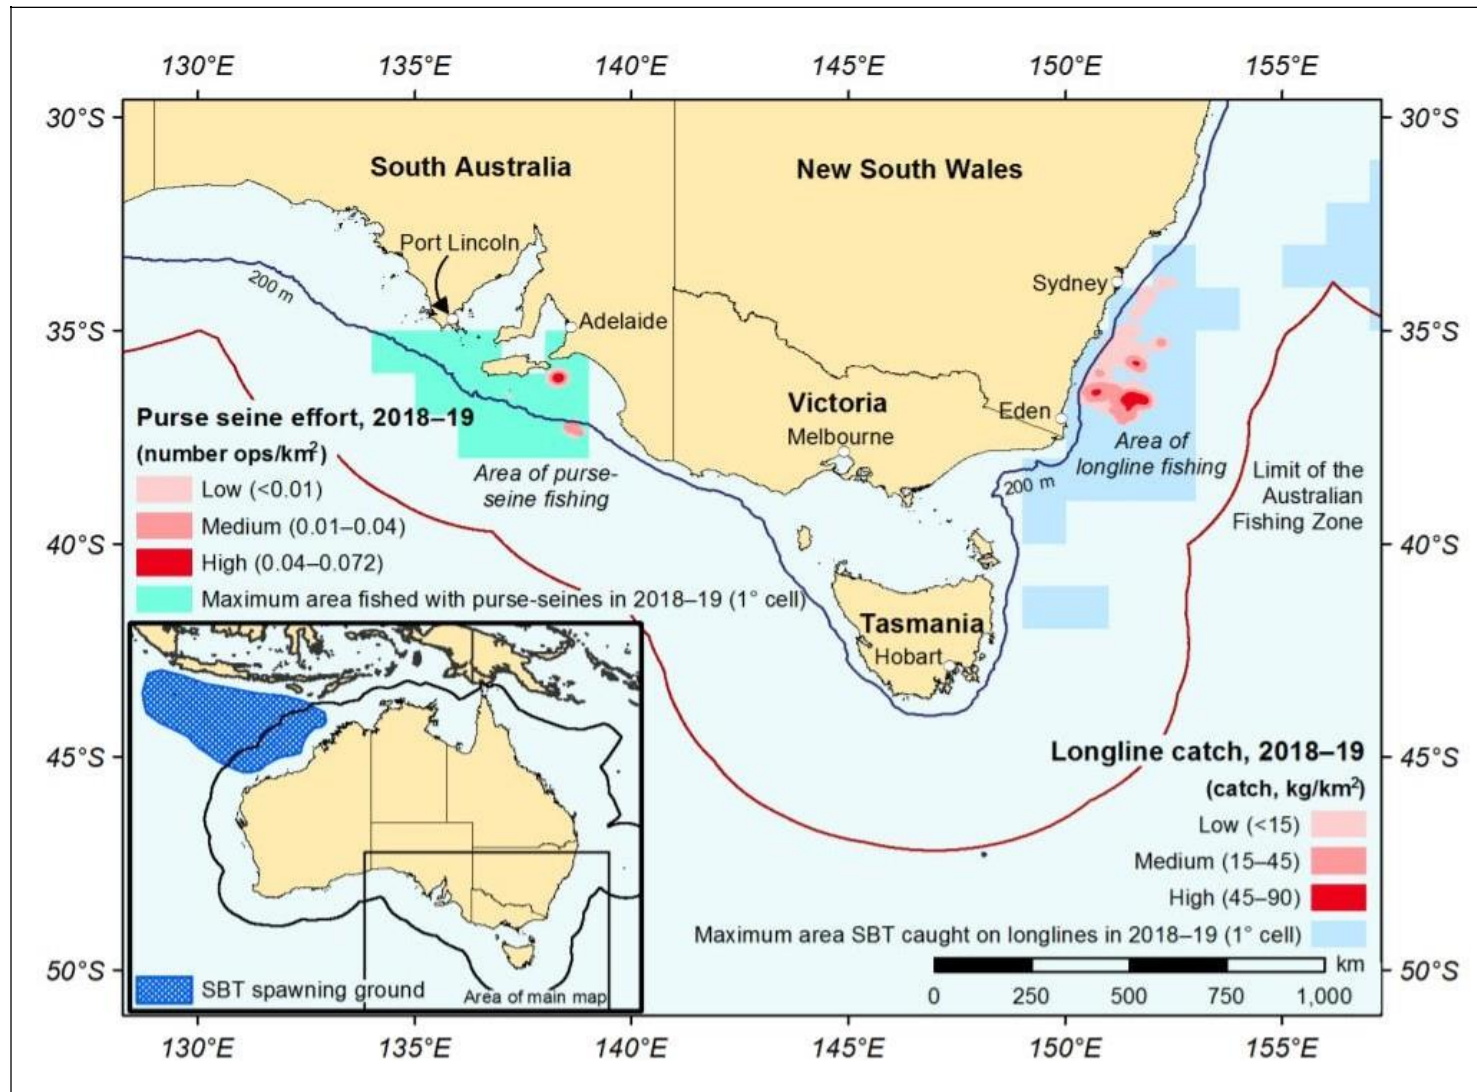 130°E 135°E 140°E 145°E 150°E 155°E
30°S 30°S
South Australia
New South Wales
Port Lincoln
200 m
Sydney
35°S 35°S
Adelaide
Purse seine effort, 2018–19
(number ops/km²)
Low (<0.01)
Medium (0.01–0.04)
High (0.04–0.072)
Maximum area fished with purse-seines in 2018–19 (1° cell)
Area of purse-
seine fishing
Victoria
Melbourne
Eden
Area of
longline fishing
200 m
Limit of the
Australian
Fishing Zone
40°S 40°S
Tasmania
Hobart
45°S 45°S
Longline catch, 2018–19
(catch, kg/km²)
Low (<15)
Medium (15–45)
High (45–90)
Maximum area SBT caught on longlines in 2018–19 (1° cell)
50°S 50°S
SBT spawning ground
Area of main map
km
0 250 500 750 1,000
130°E 135°E 140°E 145°E 150°E 155°E